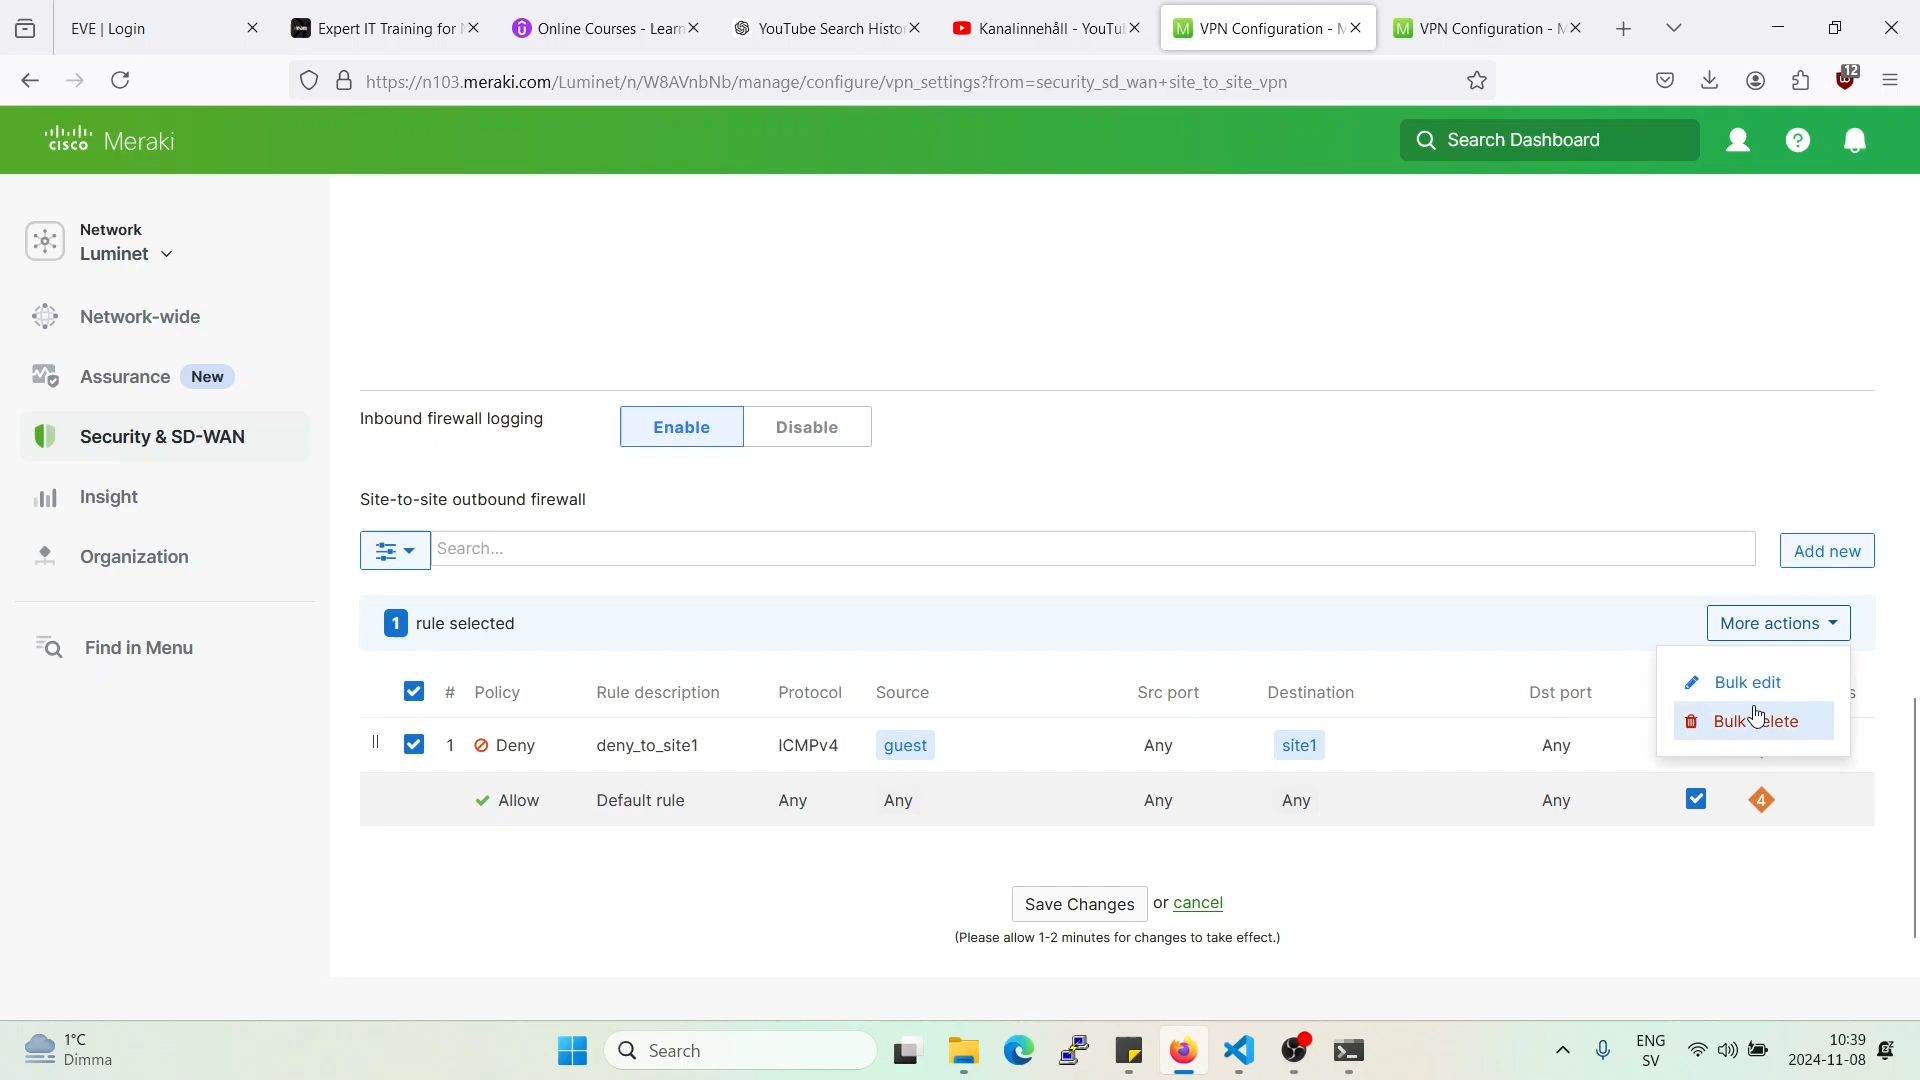 EVE | Login
Expert IT Training for N
Online Courses - Learn
YouTube Search Histor
Kanalinnehåll - YouTu
VPN Configuration - M
VPN Configuration - M
https://n103.meraki.com/Luminet/n/W8AVnbNb/manage/configure/vpn_settings?from=security_sd_wan+site_to_site_vpn
12
cisco Meraki
Search Dashboard
Network
Luminet
Network-wide
Assurance New
Security & SD-WAN
Insight
Organization
Find in Menu
Inbound firewall logging
Enable Disable
Site-to-site outbound firewall
Search...
Add new
1 rule selected
More actions
Bulk edit
Bulk delete
# Policy Rule description Protocol Source Src port Destination Dst port s
1 Deny deny_to_site1 ICMPv4 guest Any site1 Any
Allow Default rule Any Any Any Any Any 4
Save Changes or cancel
(Please allow 1-2 minutes for changes to take effect.)
1°C
Dimma
Search
ENG
SV
10:39
2024-11-08